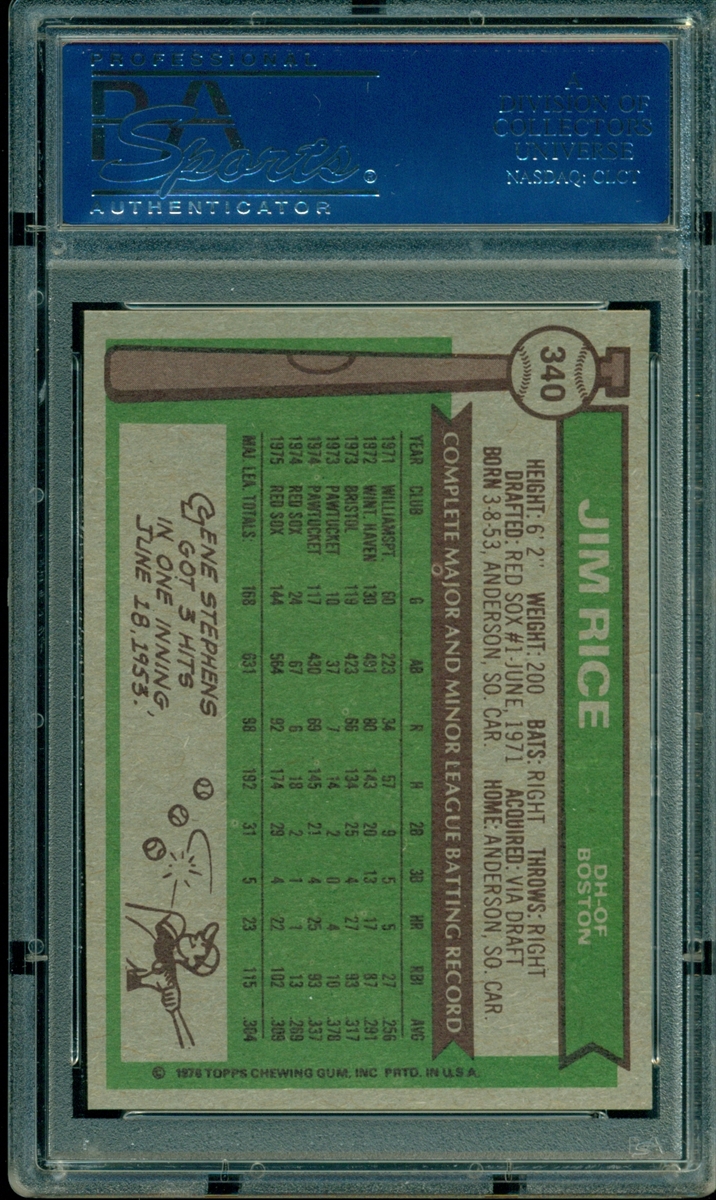 PROFESSIONAL
PSA
Sports®
AUTHENTICATOR
A
DIVISION OF
COLLECTORS
UNIVERSE
NASDAQ: CLCT
340
JIM RICE
DH-OF
BOSTON
HEIGHT: 6' 2" WEIGHT: 200 BATS: RIGHT THROWS: RIGHT
DRAFTED: RED SOX #1-JUNE, 1971 ACQUIRED: VIA DRAFT
BORN 3-8-53, ANDERSON, SO. CAR. HOME: ANDERSON, SO. CAR.
COMPLETE MAJOR AND MINOR LEAGUE BATTING RECORD
YEAR CLUB G AB R H 2B 3B HR RBI AVG
1971 WILLIAMSPT. 60 223 34 57 9 5 5 27 .256
1972 WINT. HAVEN 130 491 80 143 20 13 17 87 .291
1973 BRISTOL 119 423 66 134 25 4 27 93 .317
1973 PAWTUCKET 10 37 7 14 2 0 4 10 .378
1974 PAWTUCKET 117 430 69 145 21 4 25 93 .337
1974 RED SOX 24 67 6 18 2 1 1 13 .269
1975 RED SOX 144 564 92 174 29 4 22 102 .309
MAJ. LEA. TOTALS: 168 631 98 192 31 5 23 115 .304
GENE STEPHENS
GOT 3 HITS
IN ONE INNING,
JUNE 18, 1953.
© 1976 TOPPS CHEWING GUM, INC. PRTD. IN U.S.A.